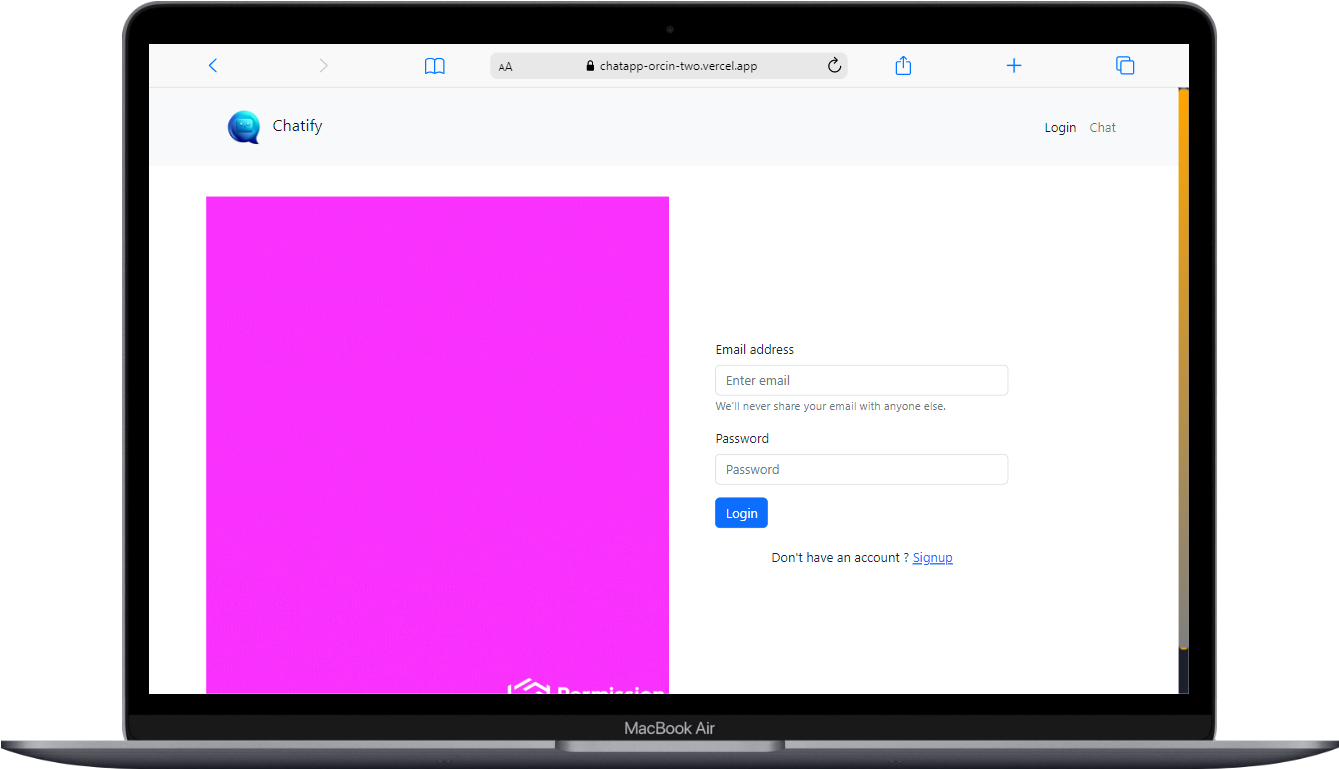 AA chatapp-orcin-two.vercel.app
Chatify
Login Chat
Email address
Enter email
We'll never share your email with anyone else.
Password
Password
Login
Don't have an account ? Signup
Permission
MacBook Air